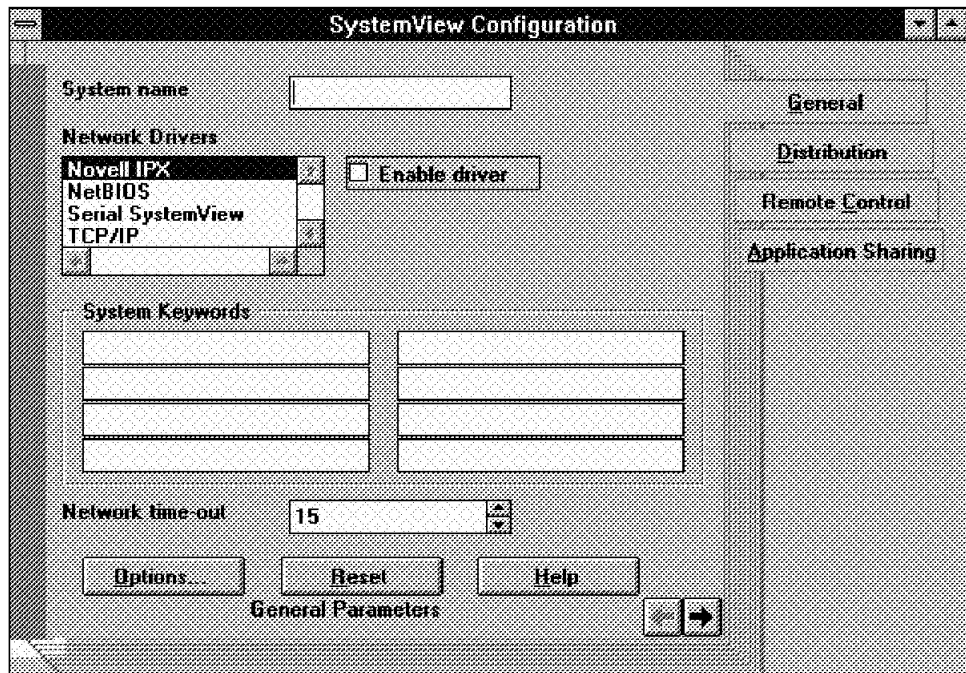 SystemView Configuration
System name
Network Drivers
Novell IPX
NetBIOS
Serial SystemView
TCP/IP
Enable driver
System Keywords
Network time-out
15
Options...
Reset
Help
General Parameters
General
Distribution
Remote Control
Application Sharing